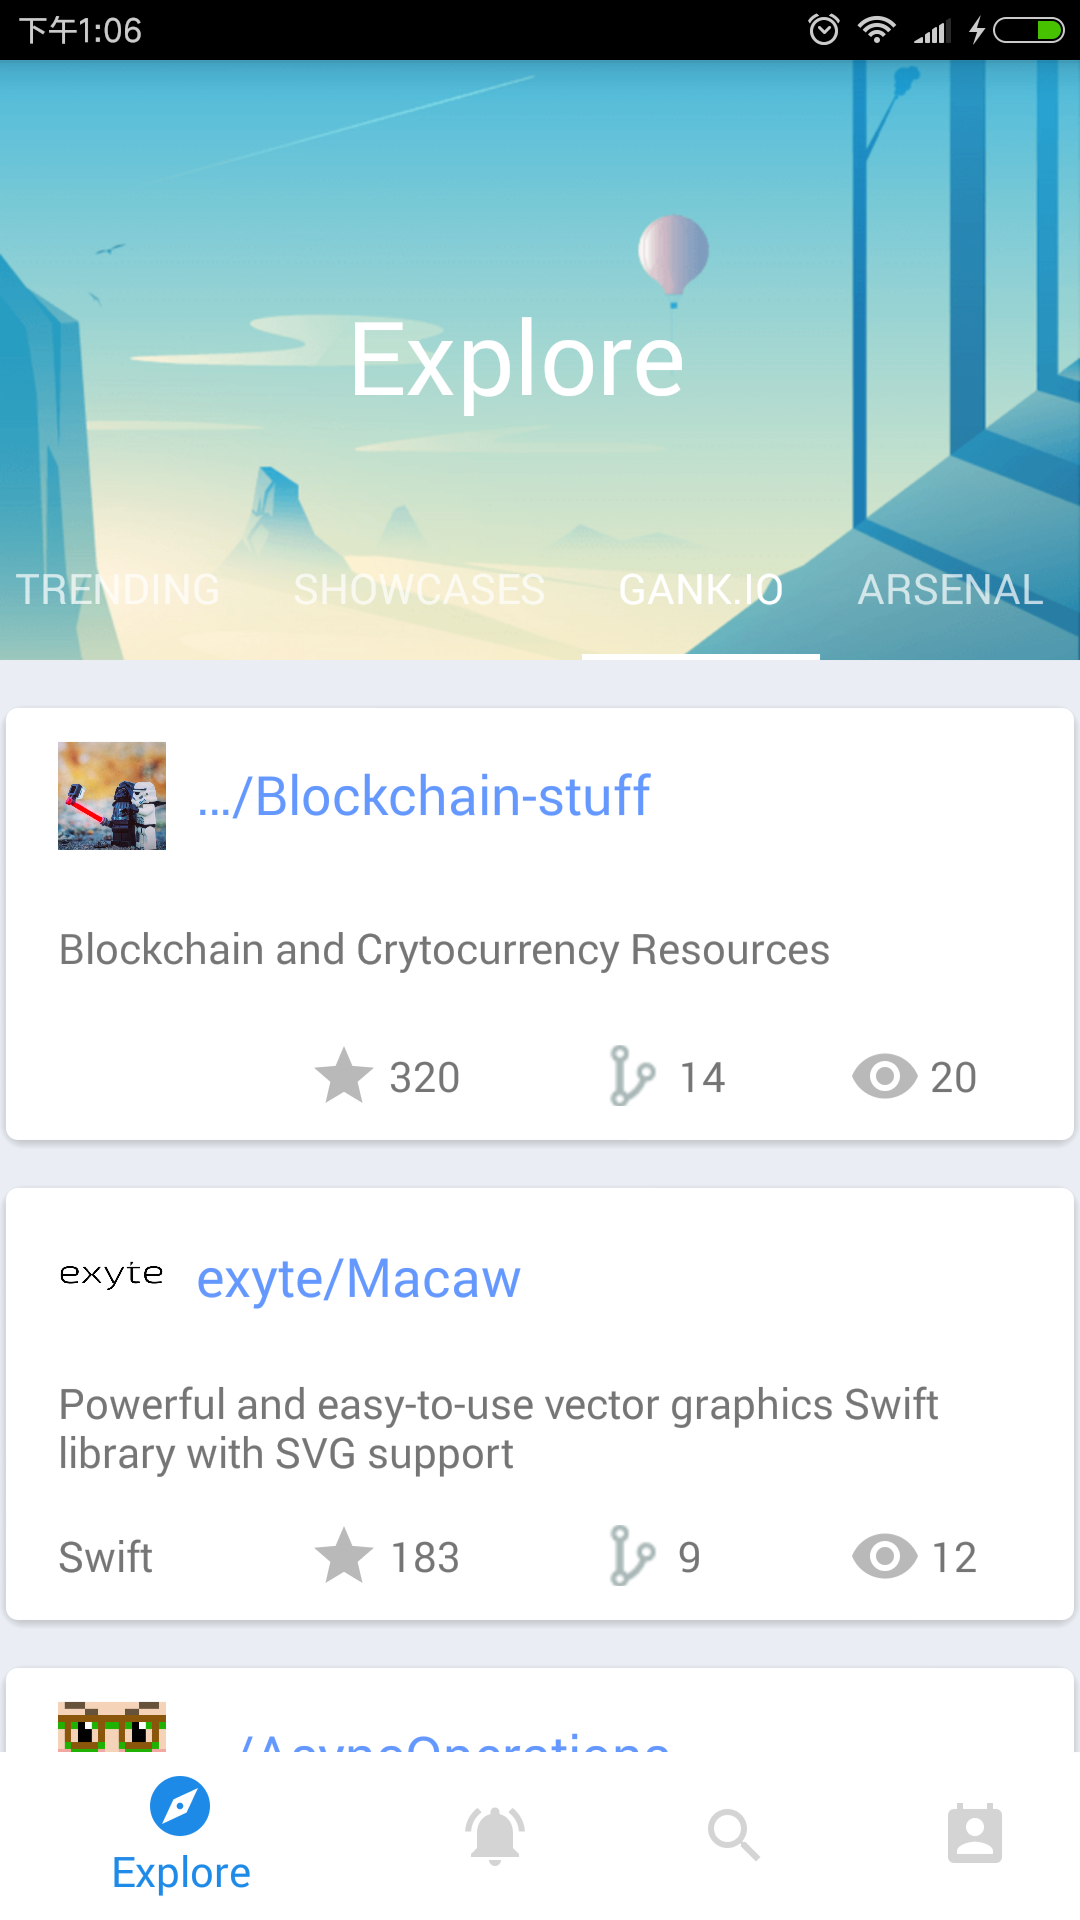 下午1:06
Explore
TRENDING SHOWCASES GANK.IO ARSENAL
.../Blockchain-stuff
Blockchain and Crytocurrency Resources
320 14 20
exyte exyte/Macaw
Powerful and easy-to-use vector graphics Swift
library with SVG support
Swift 183 9 12
.../AsyncOperations
Explore